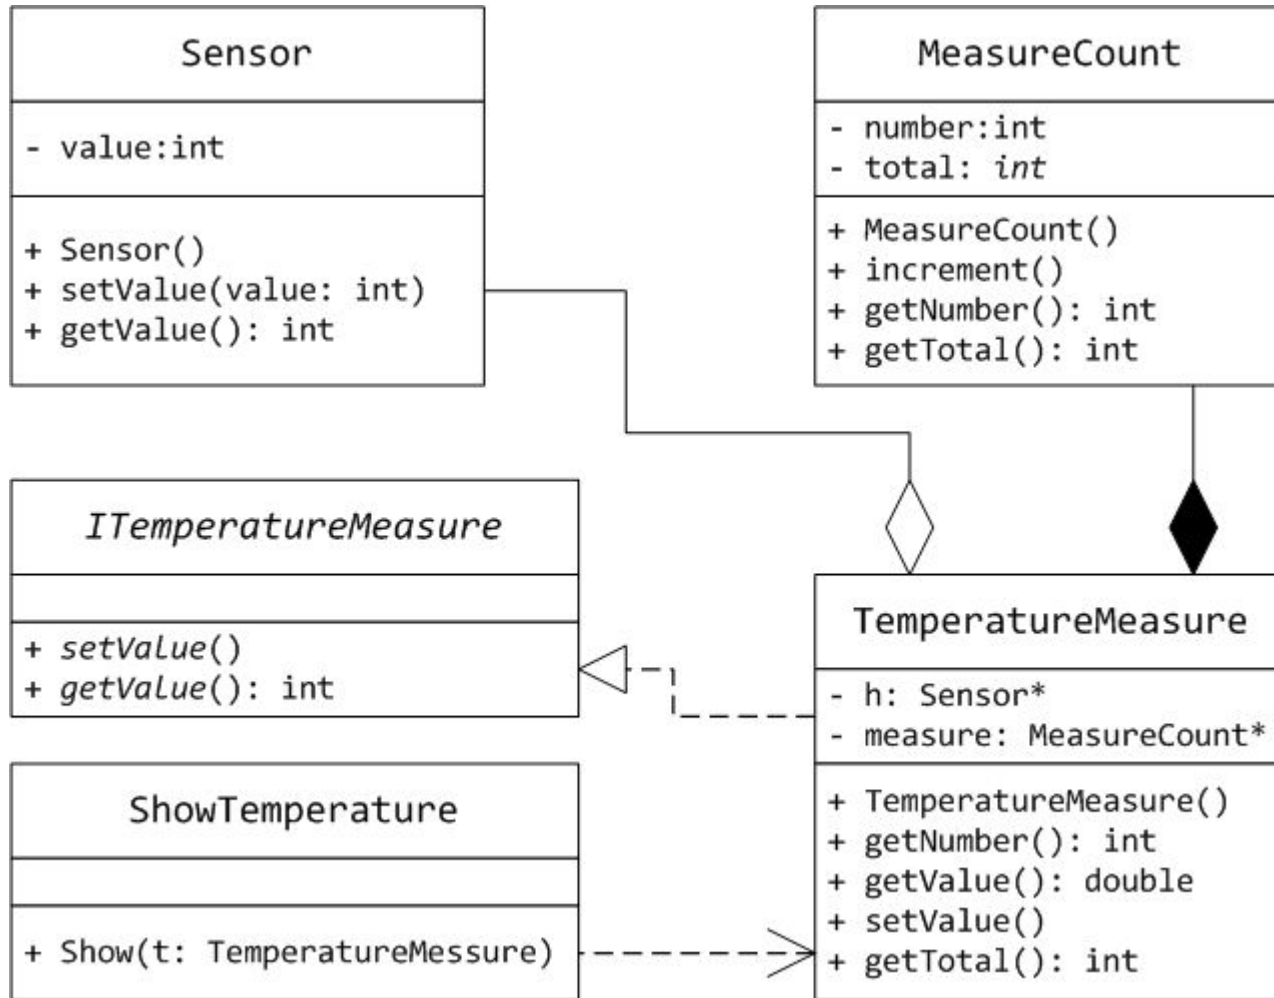 Sensor
- value:int
+ Sensor()
+ setValue(value: int)
+ getValue(): int
MeasureCount
- number:int
- total: int
+ MeasureCount()
+ increment()
+ getNumber(): int
+ getTotal(): int
ITemperatureMeasure
+ setValue()
+ getValue(): int
TemperatureMeasure
- h: Sensor*
- measure: MeasureCount*
+ TemperatureMeasure()
+ getNumber(): int
+ getValue(): double
+ setValue()
+ getTotal(): int
ShowTemperature
+ Show(t: TemperatureMessure)